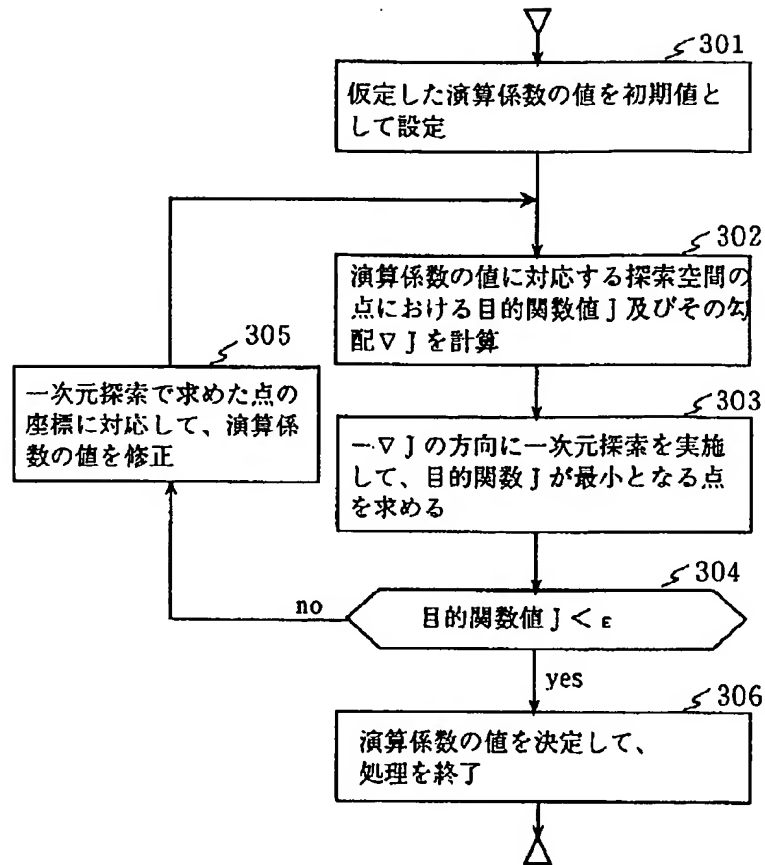 301
仮定した演算係数の値を初期値と
して設定
302
演算係数の値に対応する探索空間の
点における目的関数値J及びその勾
配∇Jを計算
305
一次元探索で求めた点の
座標に対応して、演算係
数の値を修正
303
-∇Jの方向に一次元探索を実施
して、目的関数Jが最小となる点
を求める
304
no
目的関数値J<ε
yes
306
演算係数の値を決定して、
処理を終了